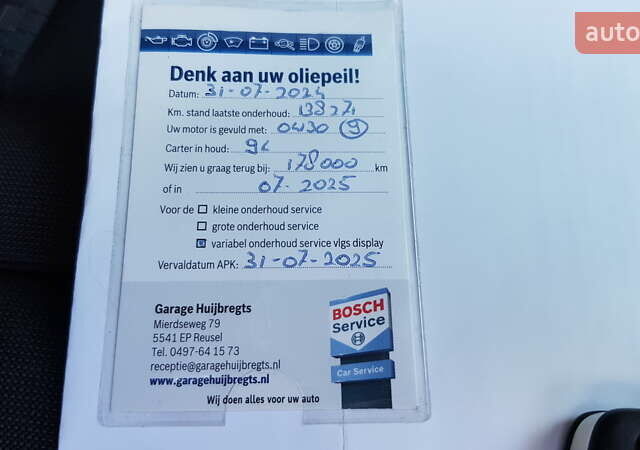 auto
Denk aan uw oliepeil!
Datum: 31-07-2024
Km. stand laatste onderhoud:
Uw motor is gevuld met: 0W30 (9)
Carter in houd: 9L
Wij zien u graag terug bij: 178000 km
of in 07-2025
Voor de kleine onderhoud service
grote onderhoud service
variabel onderhoud service vlgs display
Vervaldatum APK: 31-07-2025
Garage Huijbregts
Mierdseweg 79
5541 EP Reusel
Tel. 0497-64 15 73
receptie@garagehuijbregts.nl
www.garagehuijbregts.nl
Wij doen alles voor uw auto
BOSCH
Service
Car Service